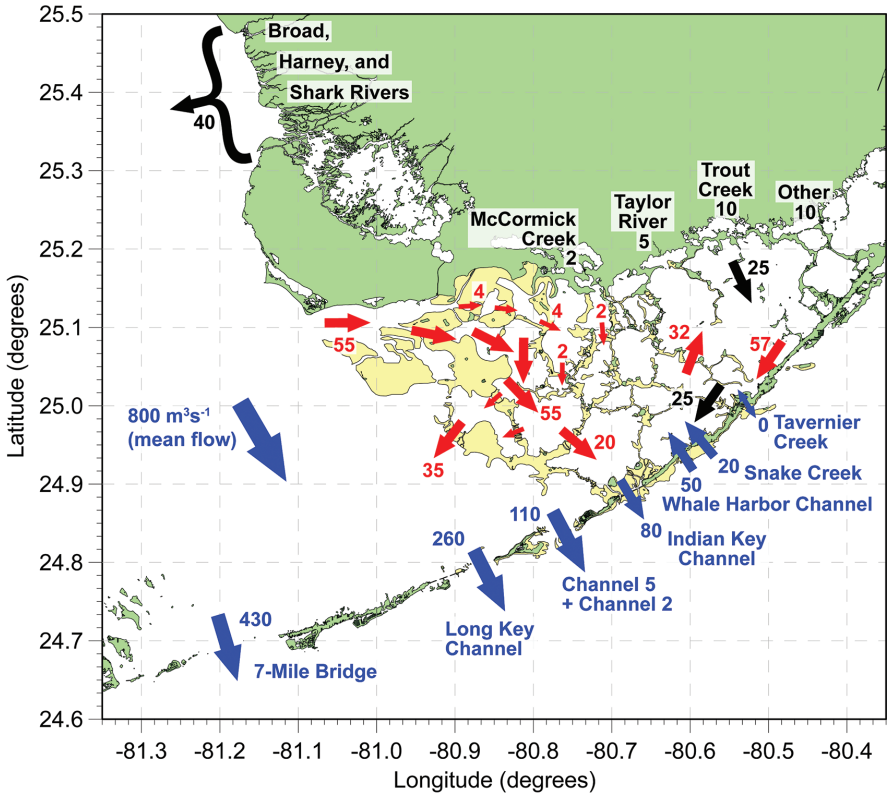 25.5
25.4
25.3
25.2
25.1
25.0
24.9
24.8
24.7
24.6
Latitude (degrees)
Broad,
Harney, and
Shark Rivers
40
McCormick
Creek
2
Taylor
River
5
Trout
Creek
10
Other
10
25
4
4
2
2
55
32
57
55
25
20
35
800 m³s⁻¹
(mean flow)
0 Tavernier
Creek
20 Snake Creek
50
Whale Harbor Channel
80 Indian Key
Channel
110
Channel 5
+ Channel 2
260
Long Key
Channel
430
7-Mile Bridge
-81.3 -81.2 -81.1 -81.0 -80.9 -80.8 -80.7 -80.6 -80.5 -80.4
Longitude (degrees)